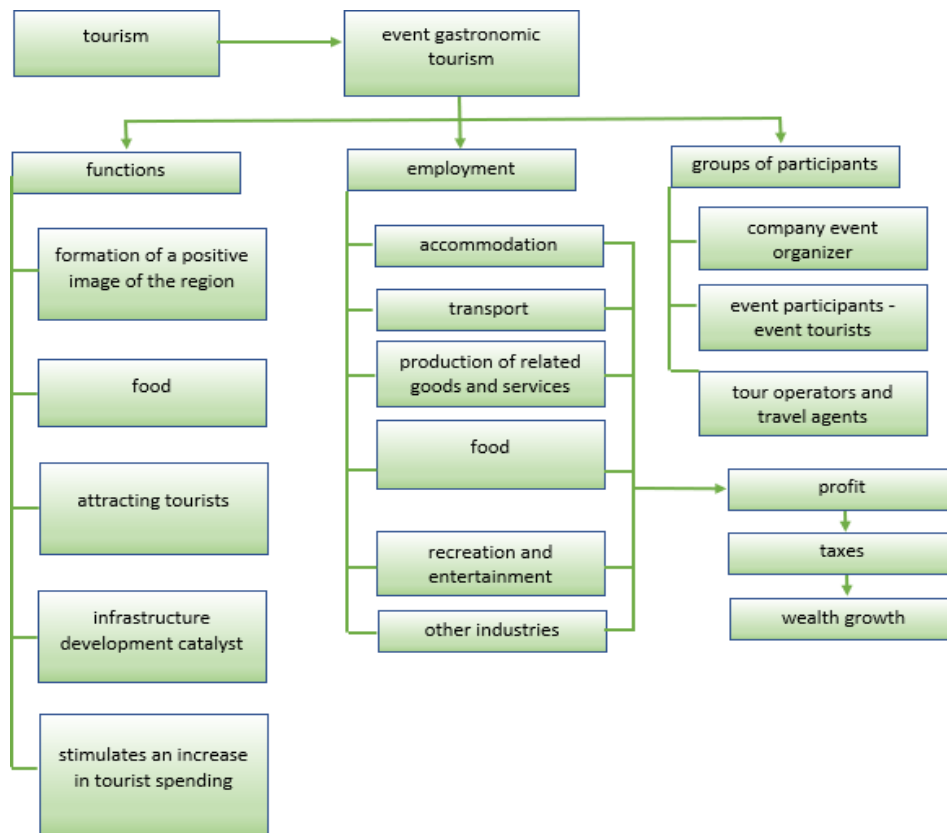 tourism
event gastronomic
tourism
functions
employment
groups of participants
formation of a positive
image of the region
food
attracting tourists
infrastructure
development catalyst
stimulates an increase
in tourist spending
accommodation
transport
production of related
goods and services
food
recreation and
entertainment
other industries
company event
organizer
event participants -
event tourists
tour operators and
travel agents
profit
taxes
wealth growth